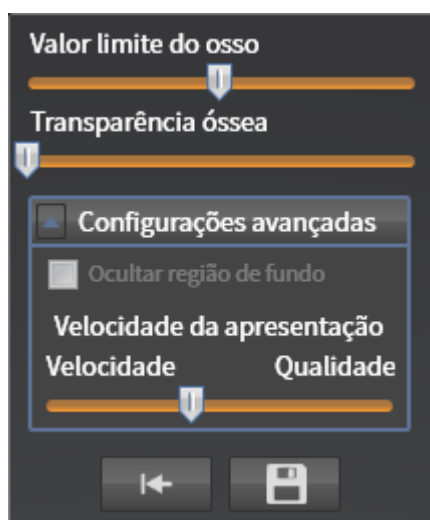 Valor limite do osso
Transparência óssea
Configurações avançadas
Ocultar região de fundo
Velocidade da apresentação
Velocidade Qualidade